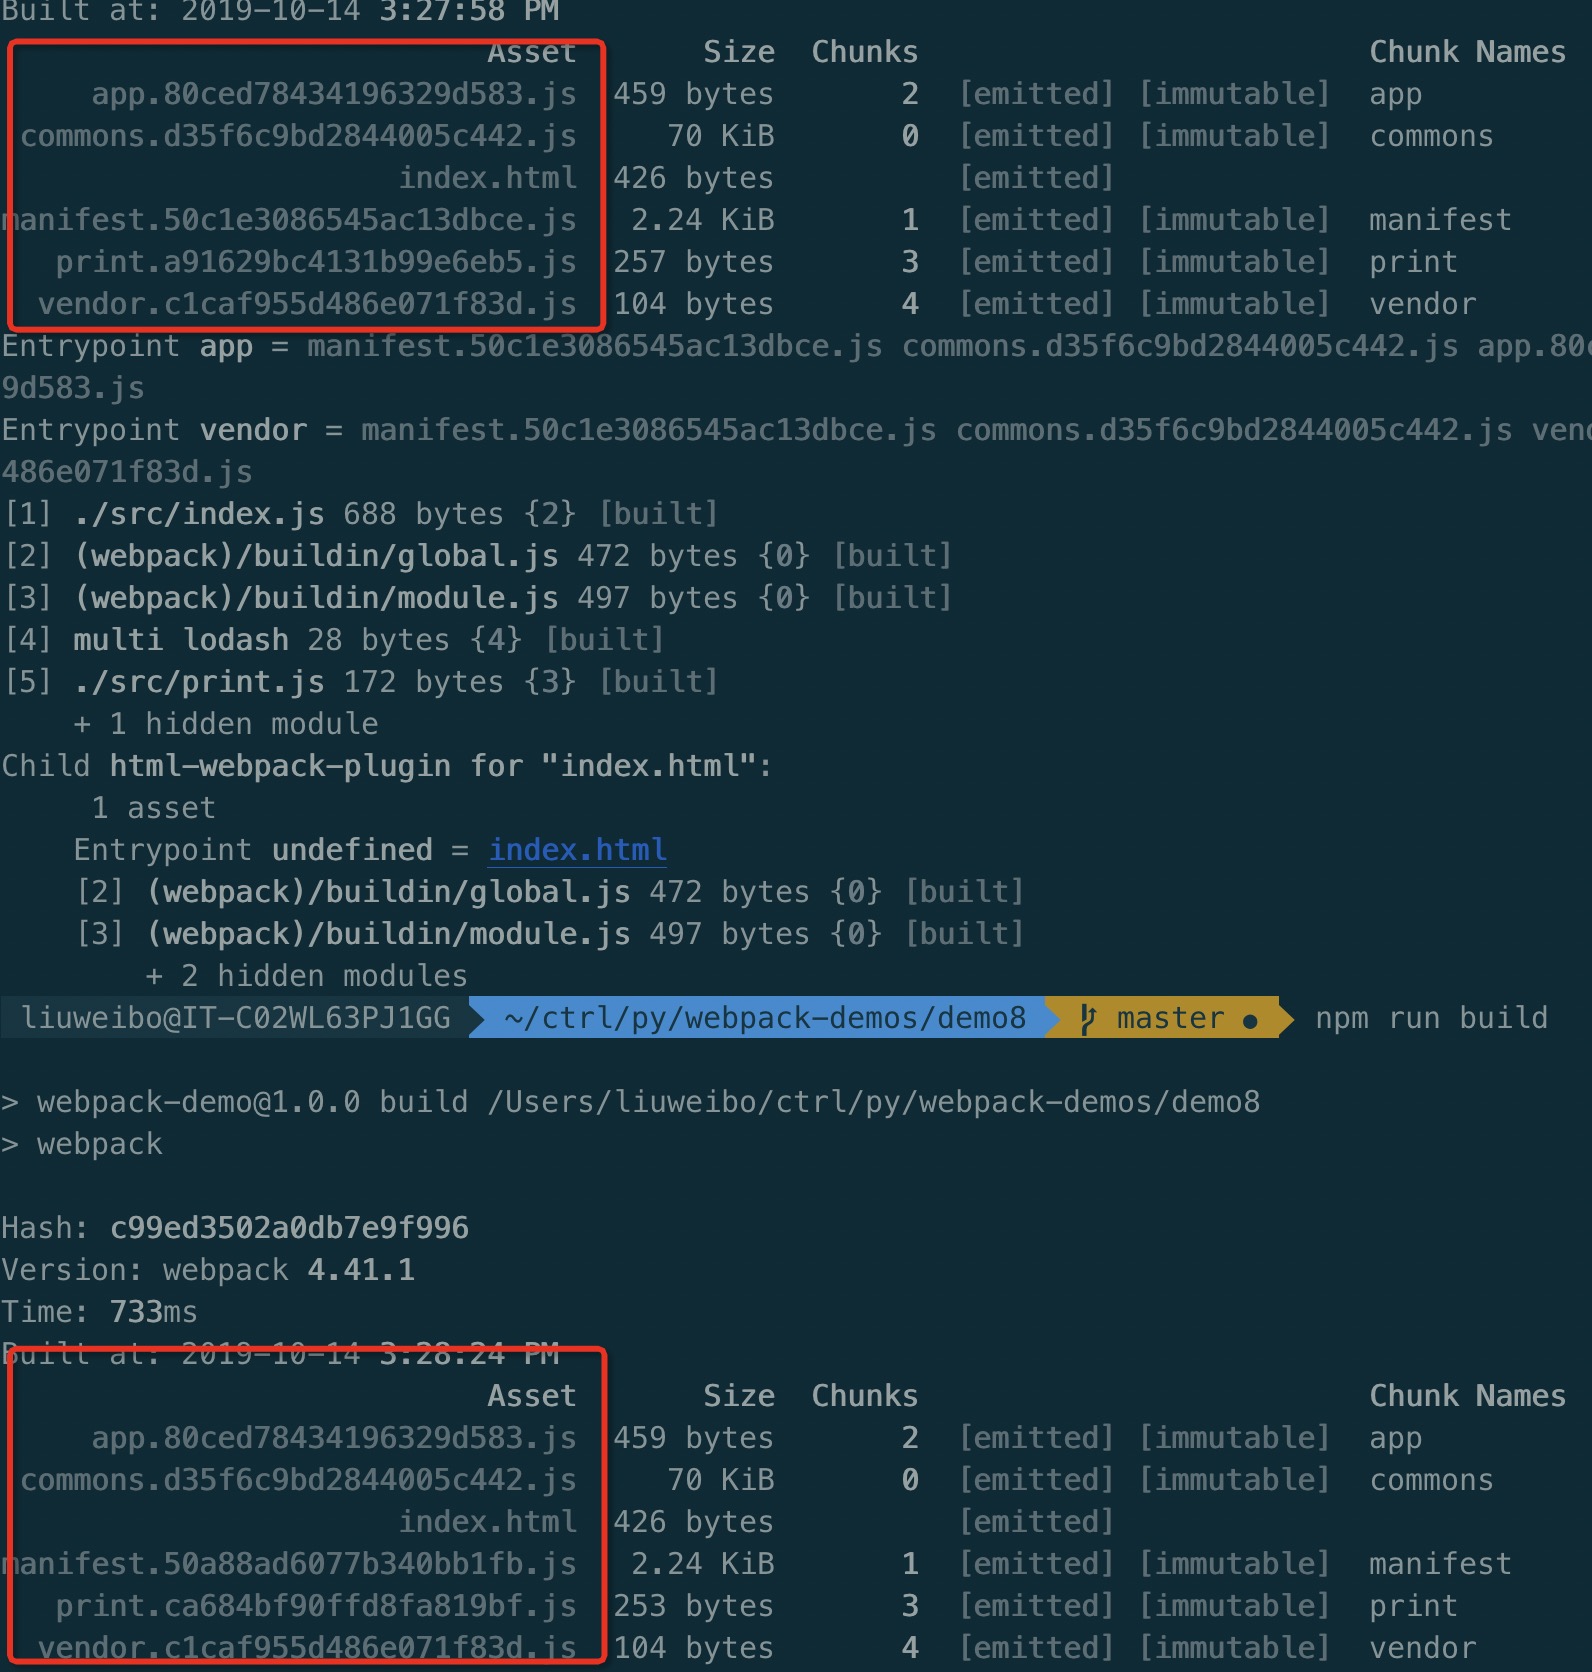 Built at: 2019-10-14 3:27:58 PM
Asset Size Chunks Chunk Names
app.80ced78434196329d583.js 459 bytes 2 [emitted] [immutable] app
commons.d35f6c9bd2844005c442.js 70 KiB 0 [emitted] [immutable] commons
index.html 426 bytes [emitted]
manifest.50c1e3086545ac13dbce.js 2.24 KiB 1 [emitted] [immutable] manifest
print.a91629bc4131b99e6eb5.js 257 bytes 3 [emitted] [immutable] print
vendor.c1caf955d486e071f83d.js 104 bytes 4 [emitted] [immutable] vendor
Entrypoint app = manifest.50c1e3086545ac13dbce.js commons.d35f6c9bd2844005c442.js app.80c
9d583.js
Entrypoint vendor = manifest.50c1e3086545ac13dbce.js commons.d35f6c9bd2844005c442.js vend
486e071f83d.js
[1] ./src/index.js 688 bytes {2} [built]
[2] (webpack)/buildin/global.js 472 bytes {0} [built]
[3] (webpack)/buildin/module.js 497 bytes {0} [built]
[4] multi lodash 28 bytes {4} [built]
[5] ./src/print.js 172 bytes {3} [built]
+ 1 hidden module
Child html-webpack-plugin for "index.html":
1 asset
Entrypoint undefined = index.html
[2] (webpack)/buildin/global.js 472 bytes {0} [built]
[3] (webpack)/buildin/module.js 497 bytes {0} [built]
+ 2 hidden modules
liuweibo@IT-C02WL63PJ1GG ~/ctrl/py/webpack-demos/demo8 master ● npm run build
> webpack-demo@1.0.0 build /Users/liuweibo/ctrl/py/webpack-demos/demo8
> webpack
Hash: c99ed3502a0db7e9f996
Version: webpack 4.41.1
Time: 733ms
Built at: 2019-10-14 3:28:24 PM
Asset Size Chunks Chunk Names
app.80ced78434196329d583.js 459 bytes 2 [emitted] [immutable] app
commons.d35f6c9bd2844005c442.js 70 KiB 0 [emitted] [immutable] commons
index.html 426 bytes [emitted]
manifest.50a88ad6077b340bb1fb.js 2.24 KiB 1 [emitted] [immutable] manifest
print.ca684bf90ffd8fa819bf.js 253 bytes 3 [emitted] [immutable] print
vendor.c1caf955d486e071f83d.js 104 bytes 4 [emitted] [immutable] vendor